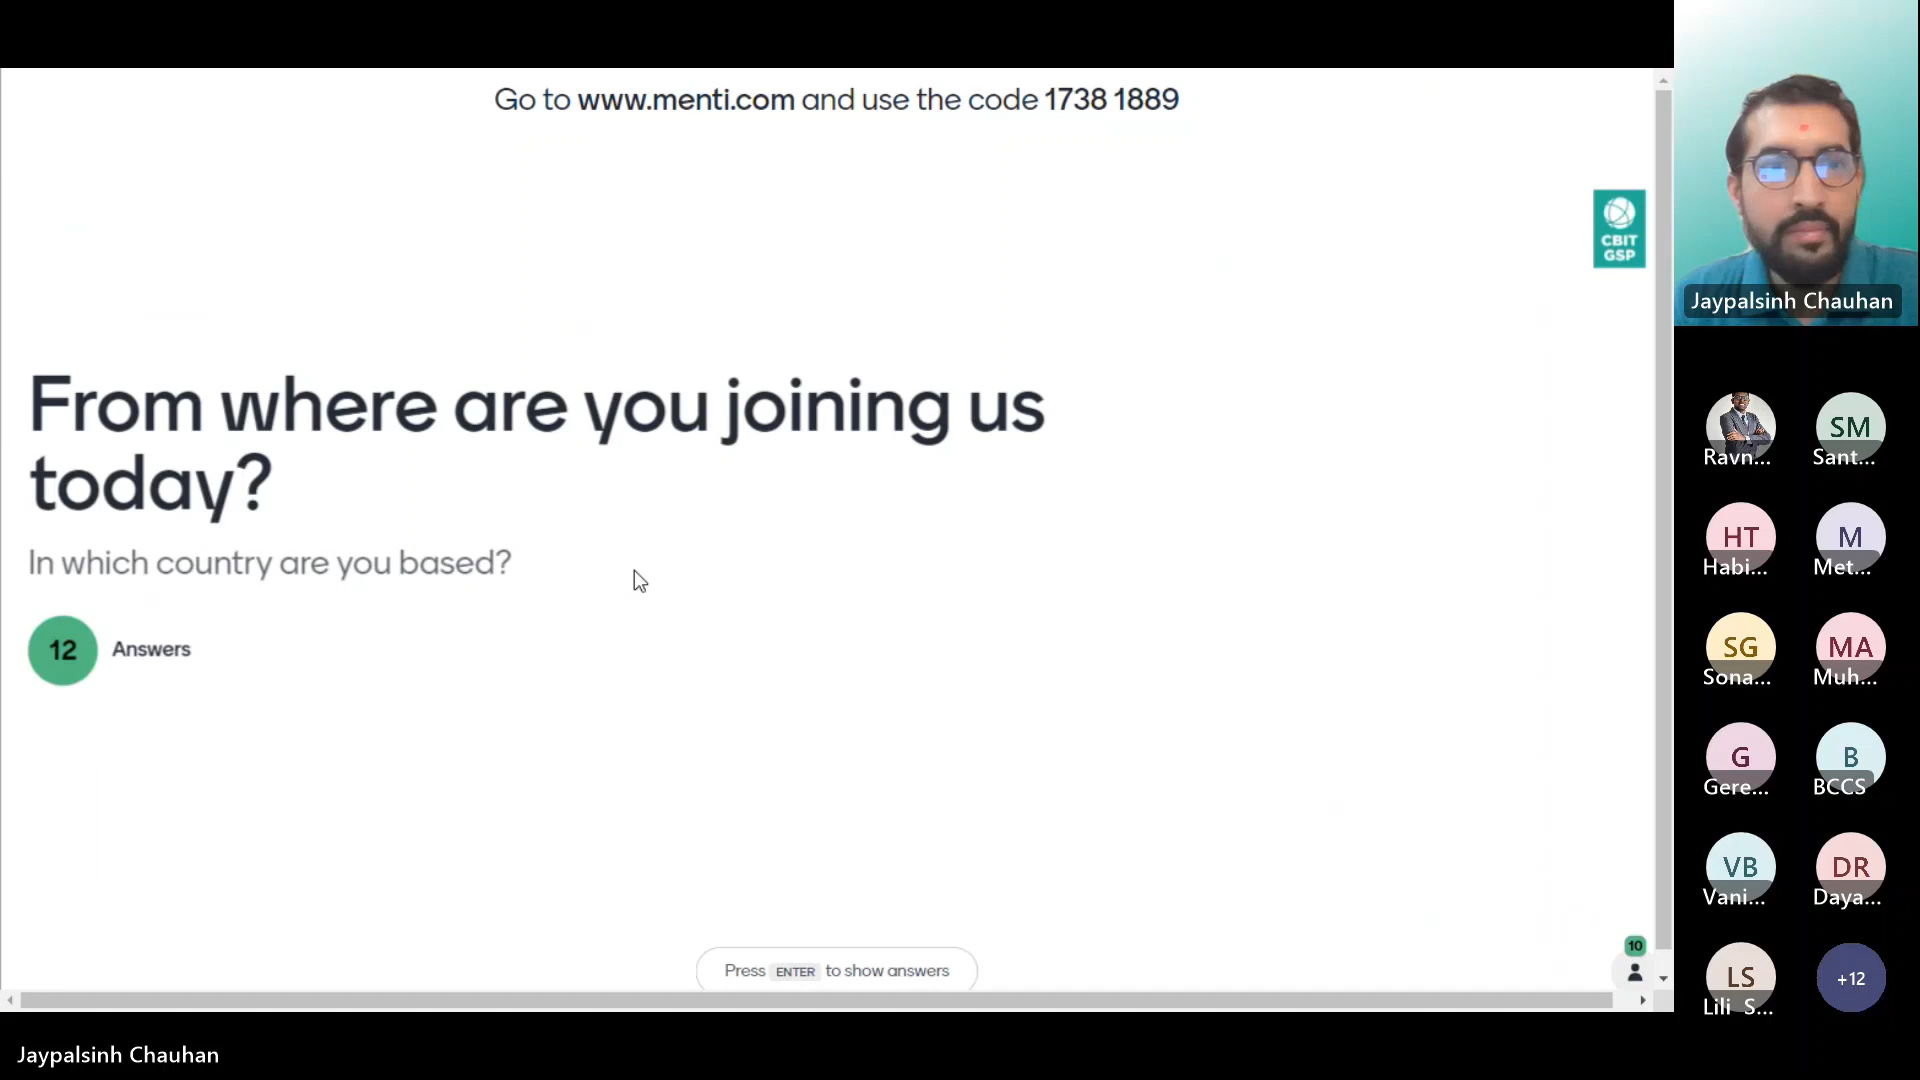 Go to www.menti.com and use the code 1738 1889
CBIT
GSP
From where are you joining us
today?
In which country are you based?
12 Answers
Press ENTER to show answers
10
Jaypalsinh Chauhan
Ravn...
SM
Sant...
HT
Habi...
M
Met...
SG
Sona...
MA
Muh...
G
Gere...
B
BCCS
VB
Vani...
DR
Daya...
LS
Lili S...
+12
Jaypalsinh Chauhan